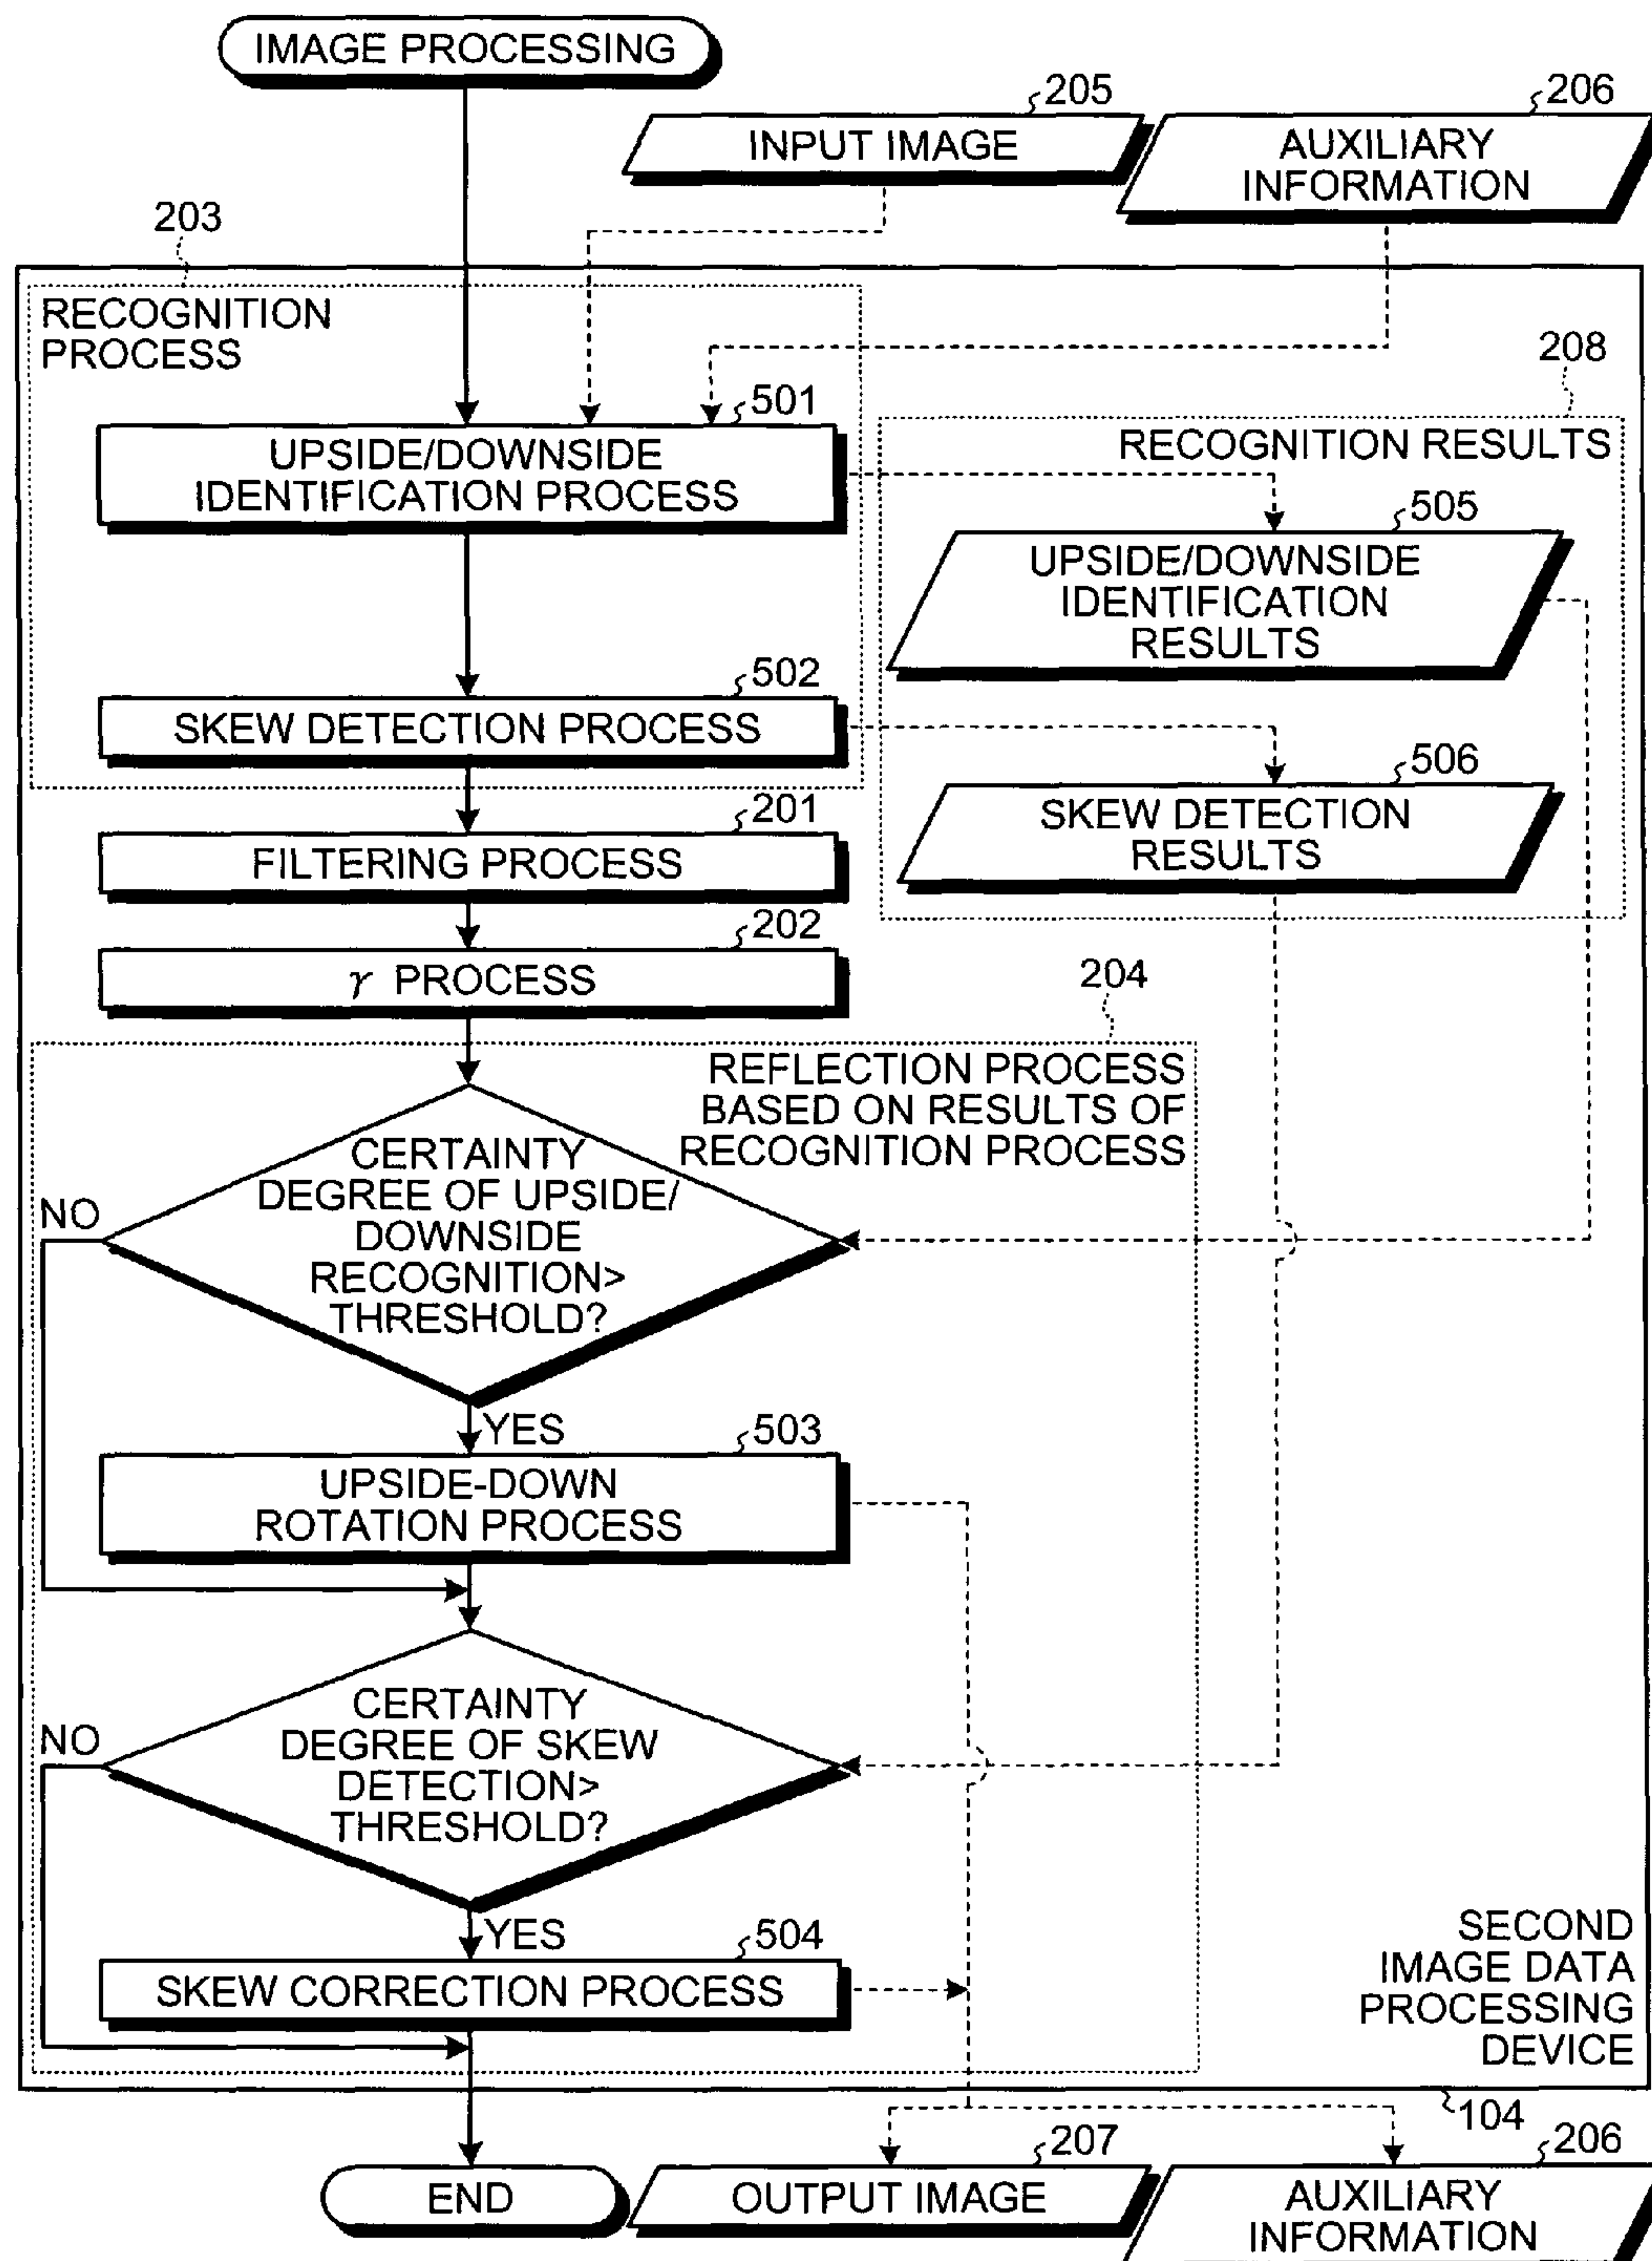 IMAGE PROCESSING
205
INPUT IMAGE
206
AUXILIARY
INFORMATION
203
RECOGNITION
PROCESS
208
501
UPSIDE/DOWNSIDE
IDENTIFICATION PROCESS
RECOGNITION RESULTS
505
UPSIDE/DOWNSIDE
IDENTIFICATION
RESULTS
502
SKEW DETECTION PROCESS
506
SKEW DETECTION
RESULTS
201
FILTERING PROCESS
202
γ PROCESS
204
REFLECTION PROCESS
BASED ON RESULTS OF
RECOGNITION PROCESS
CERTAINTY
DEGREE OF UPSIDE/
DOWNSIDE
RECOGNITION>
THRESHOLD?
NO
YES
503
UPSIDE-DOWN
ROTATION PROCESS
CERTAINTY
DEGREE OF SKEW
DETECTION>
THRESHOLD?
NO
YES
504
SKEW CORRECTION PROCESS
SECOND
IMAGE DATA
PROCESSING
DEVICE
104
END
207
OUTPUT IMAGE
206
AUXILIARY
INFORMATION